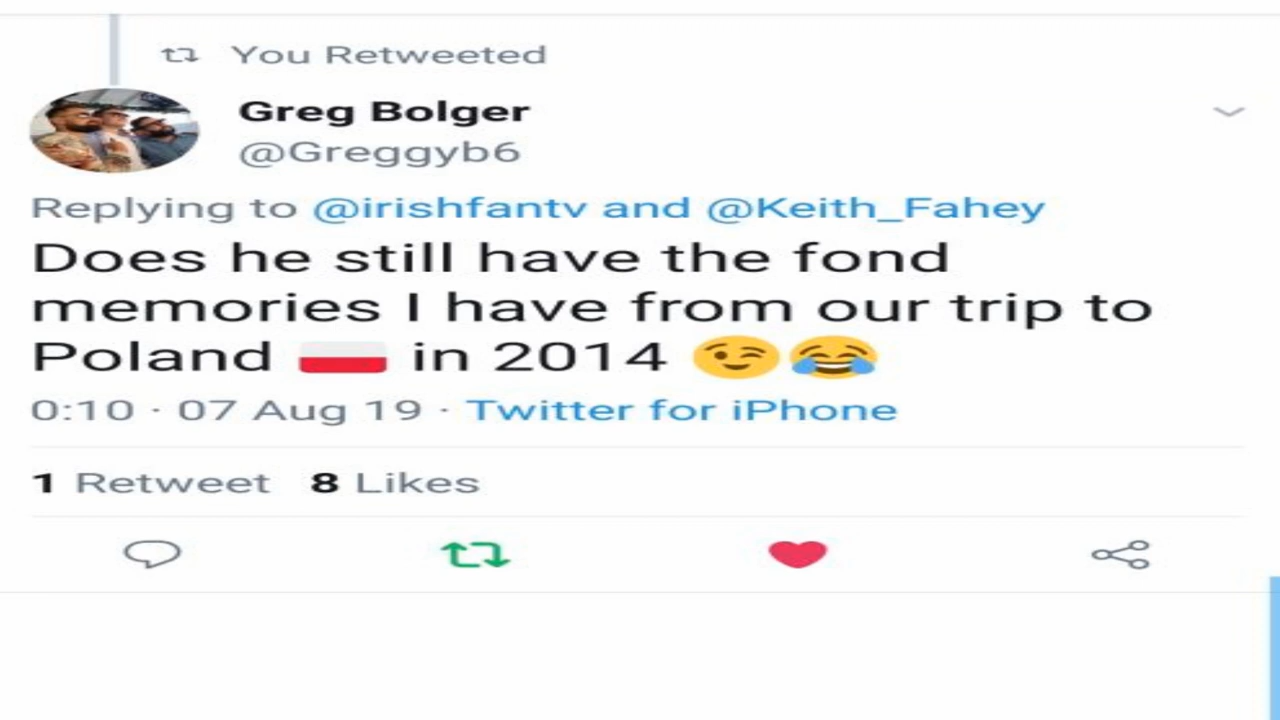 You Retweeted
Greg Bolger
@Greggyb6
Replying to @irishfantv and @Keith_Fahey
Does he still have the fond
memories I have from our trip to
Poland 🇵🇱 in 2014 😉😂
0:10 · 07 Aug 19 · Twitter for iPhone
1 Retweet 8 Likes